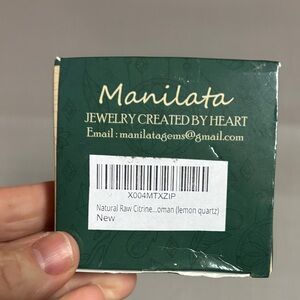 Manilata
JEWELRY CREATED BY HEART
Email : manilatagems@gmail.com
X004MTXZIP
Natural Raw Citrine...oman (lemon quartz)
New